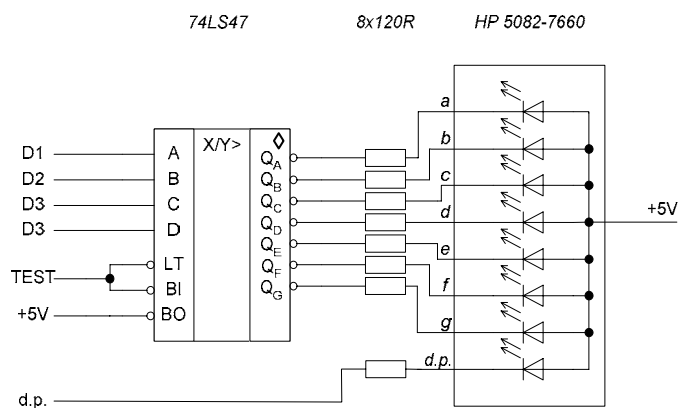 74LS47 8x120R HP 5082-7660
a
b
c
d
e
f
g
d.p.
D1
D2
D3
D3
TEST
+5V
d.p.
A
B
C
D
LT
BI
BO
X/Y>
QA
QB
QC
QD
QE
QF
QG
+5V